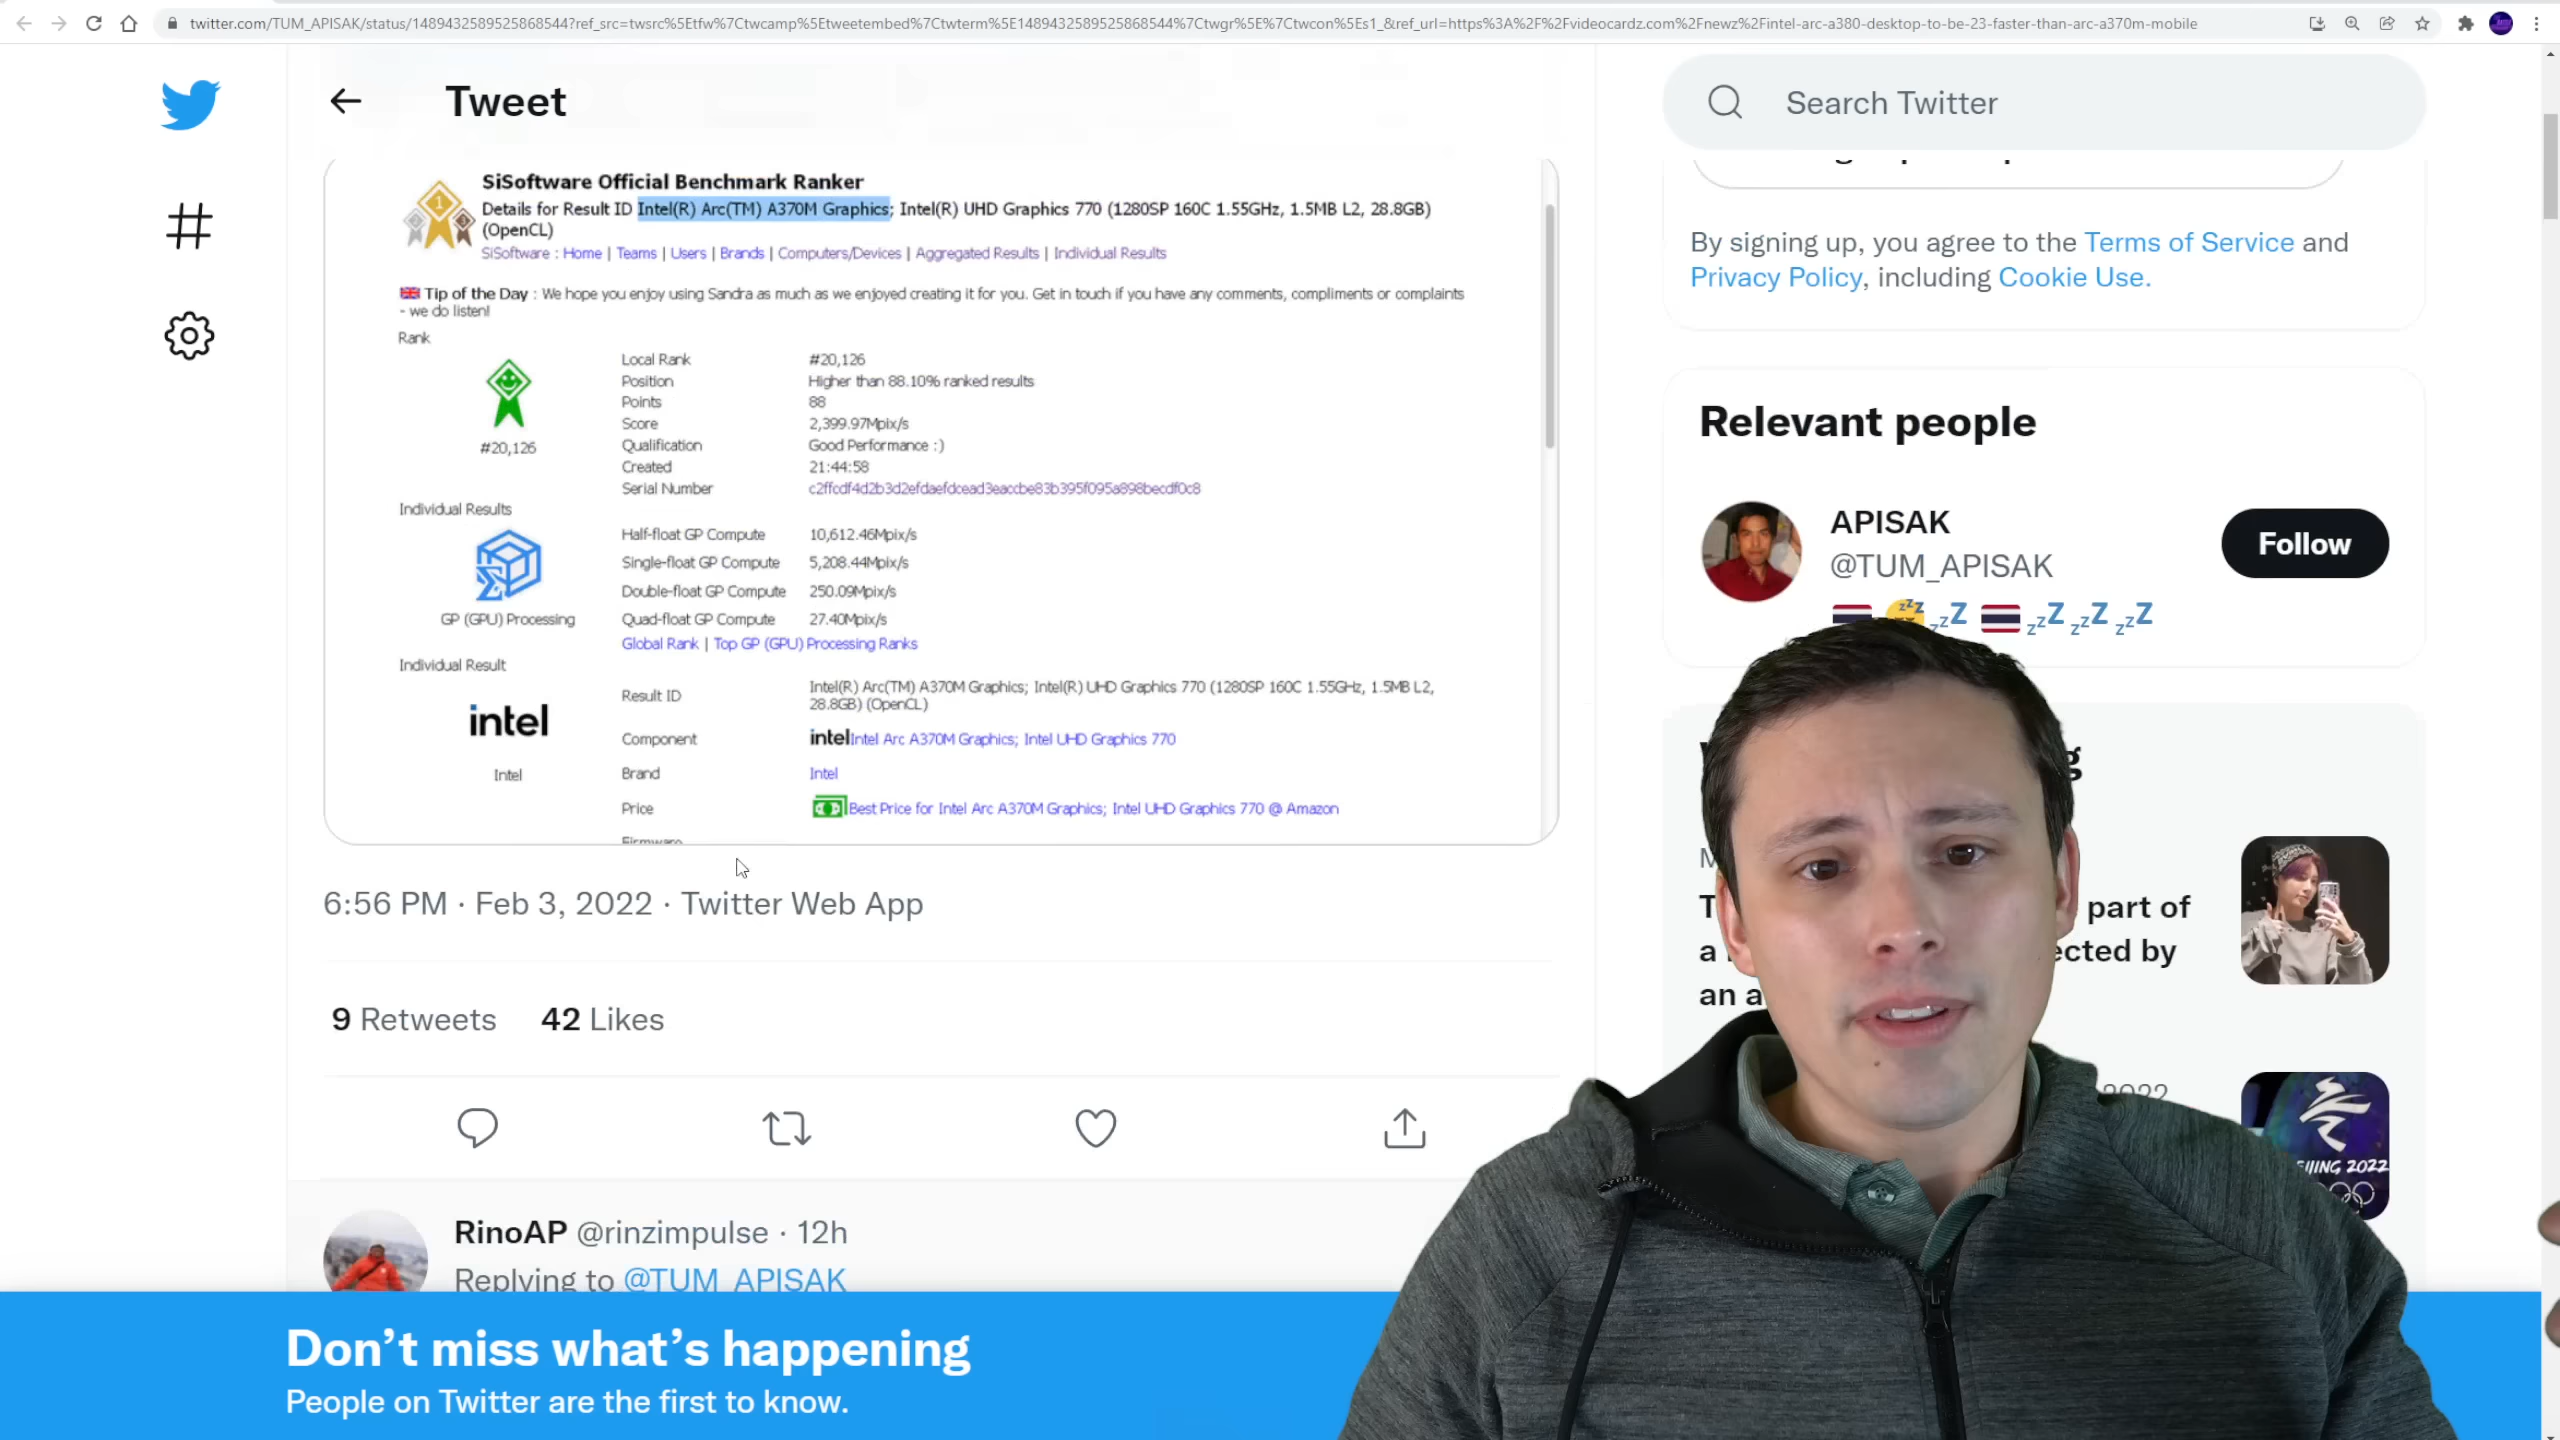 twitter.com/TUM_APISAK/status/1489432589525868544?ref_src=twsrc%5Etfw%7Ctwcamp%5Etweetembed%7Ctwterm%5E1489432589525868544%7Ctwgr%5E%7Ctwcon%5Es1_&ref_url=https%3A%2F%2Fvideocardz.com%2Fnewz%2Fintel-arc-a380-desktop-to-be-23-faster-than-arc-a370m-mobile
Tweet
Search Twitter
SiSoftware Official Benchmark Ranker
Details for Result ID Intel(R) Arc(TM) A370M Graphics; Intel(R) UHD Graphics 770 (1280SP 160C 1.55GHz, 1.5MB L2, 28.8GB)
(OpenCL)
SiSoftware : Home | Teams | Users | Brands | Computers/Devices | Aggregated Results | Individual Results
Tip of the Day : We hope you enjoy using Sandra as much as we enjoyed creating it for you. Get in touch if you have any comments, compliments or complaints
- we do listen!
Rank
#20,126
Local Rank #20,126
Position Higher than 88.10% ranked results
Points 88
Score 2,399.97Mpix/s
Qualification Good Performance :)
Created 21:44:58
Serial Number c2ffcdf4d2b3d2efdaefdcead3eaccbe83b395f095a898becdf0c8
Individual Results
GP (GPU) Processing
Half-float GP Compute 10,612.46Mpix/s
Single-float GP Compute 5,208.44Mpix/s
Double-float GP Compute 250.09Mpix/s
Quad-float GP Compute 27.40Mpix/s
Global Rank | Top GP (GPU) Processing Ranks
Individual Result
intel
Intel
Result ID Intel(R) Arc(TM) A370M Graphics; Intel(R) UHD Graphics 770 (1280SP 160C 1.55GHz, 1.5MB L2,
28.8GB) (OpenCL)
Component intel Intel Arc A370M Graphics; Intel UHD Graphics 770
Brand Intel
Price Best Price for Intel Arc A370M Graphics; Intel UHD Graphics 770 @ Amazon
Firmware
6:56 PM · Feb 3, 2022 · Twitter Web App
9 Retweets 42 Likes
RinoAP @rinzimpulse · 12h
Replying to @TUM_APISAK
Don't miss what's happening
People on Twitter are the first to know.
By signing up, you agree to the Terms of Service and
Privacy Policy, including Cookie Use.
Relevant people
APISAK
@TUM_APISAK
Follow
part of
a
ected by
an a
2022
IJING 2022